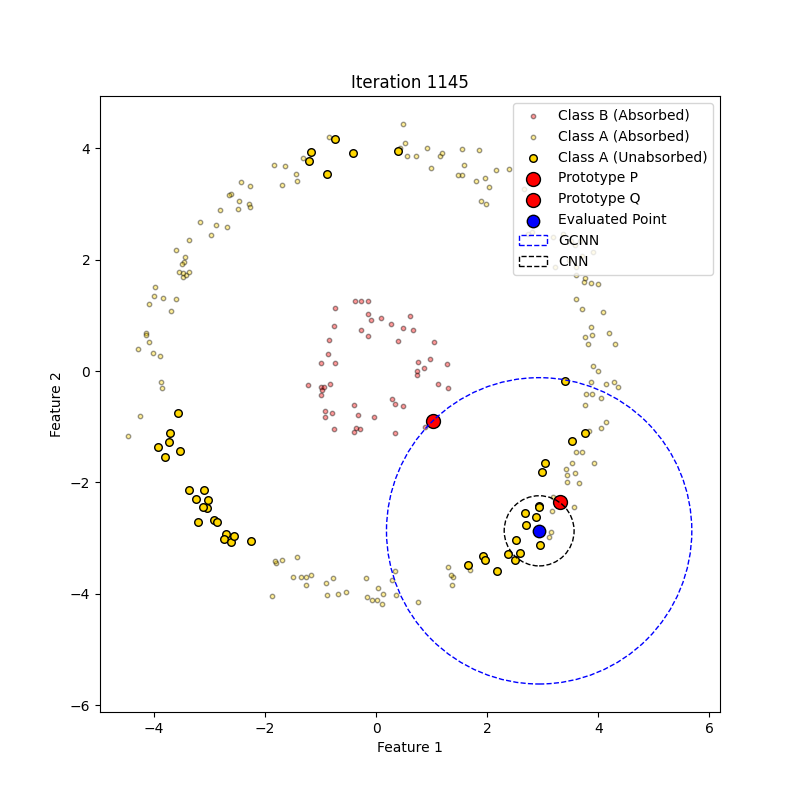 Iteration 1145
Class B (Absorbed)
Class A (Absorbed)
Class A (Unabsorbed)
Prototype P
Prototype Q
Evaluated Point
GCNN
CNN
4
2
0
−2
−4
−6
Feature 2
−4
−2
0
2
4
6
Feature 1